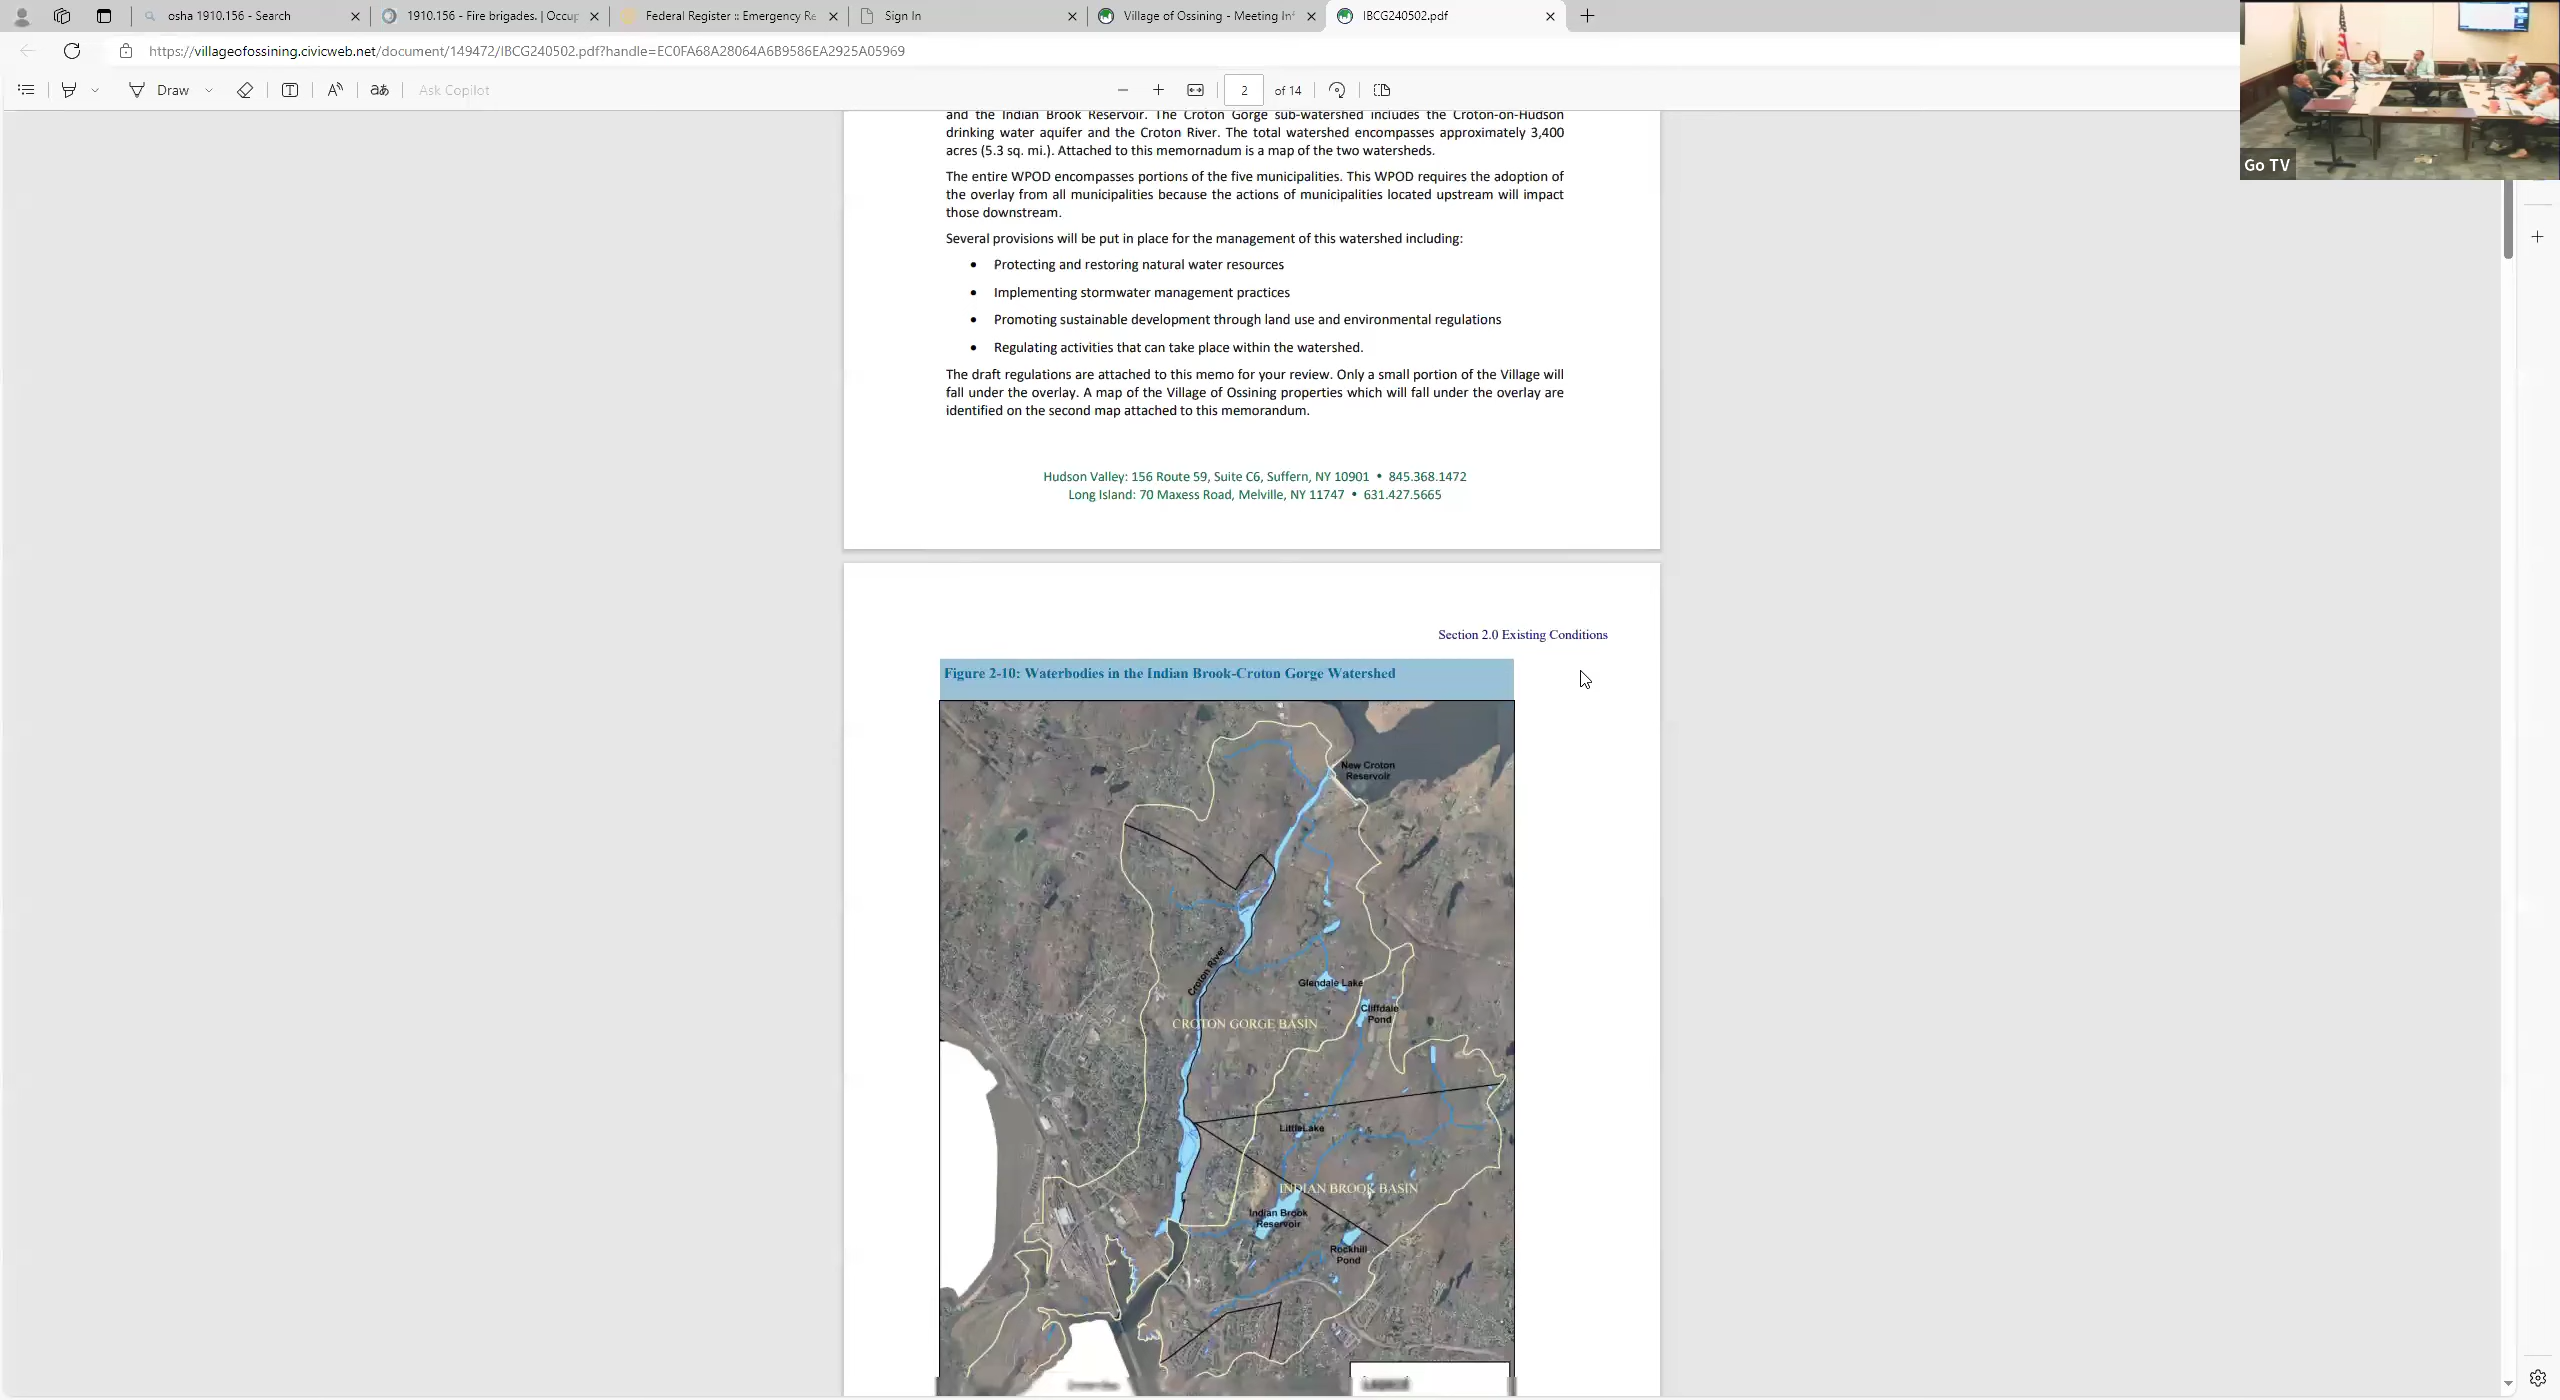 osha 1910.156 - Search
1910.156 - Fire brigades. | Occup
Federal Register :: Emergency Re
Sign In
Village of Ossining - Meeting Inf
IBCG240502.pdf
https://villageofossining.civicweb.net/document/149472/IBCG240502.pdf?handle=EC0FA68A28064A6B9586EA2925A05969
Draw
Ask Copilot
2 of 14
Go TV
and the Indian Brook Reservoir. The Croton Gorge sub-watershed includes the Croton-on-Hudson
drinking water aquifer and the Croton River. The total watershed encompasses approximately 3,400
acres (5.3 sq. mi.). Attached to this memornadum is a map of the two watersheds.
The entire WPOD encompasses portions of the five municipalities. This WPOD requires the adoption of
the overlay from all municipalities because the actions of municipalities located upstream will impact
those downstream.
Several provisions will be put in place for the management of this watershed including:
• Protecting and restoring natural water resources
• Implementing stormwater management practices
• Promoting sustainable development through land use and environmental regulations
• Regulating activities that can take place within the watershed.
The draft regulations are attached to this memo for your review. Only a small portion of the Village will
fall under the overlay. A map of the Village of Ossining properties which will fall under the overlay are
identified on the second map attached to this memorandum.
Hudson Valley: 156 Route 59, Suite C6, Suffern, NY 10901 • 845.368.1472
Long Island: 70 Maxess Road, Melville, NY 11747 • 631.427.5665
Section 2.0 Existing Conditions
Figure 2-10: Waterbodies in the Indian Brook-Croton Gorge Watershed
New Croton
Reservoir
Croton River
Glendale Lake
Cliffdale
Pond
CROTON GORGE BASIN
LittleLake
INDIAN BROOK BASIN
Indian Brook
Reservoir
Rockhill
Pond